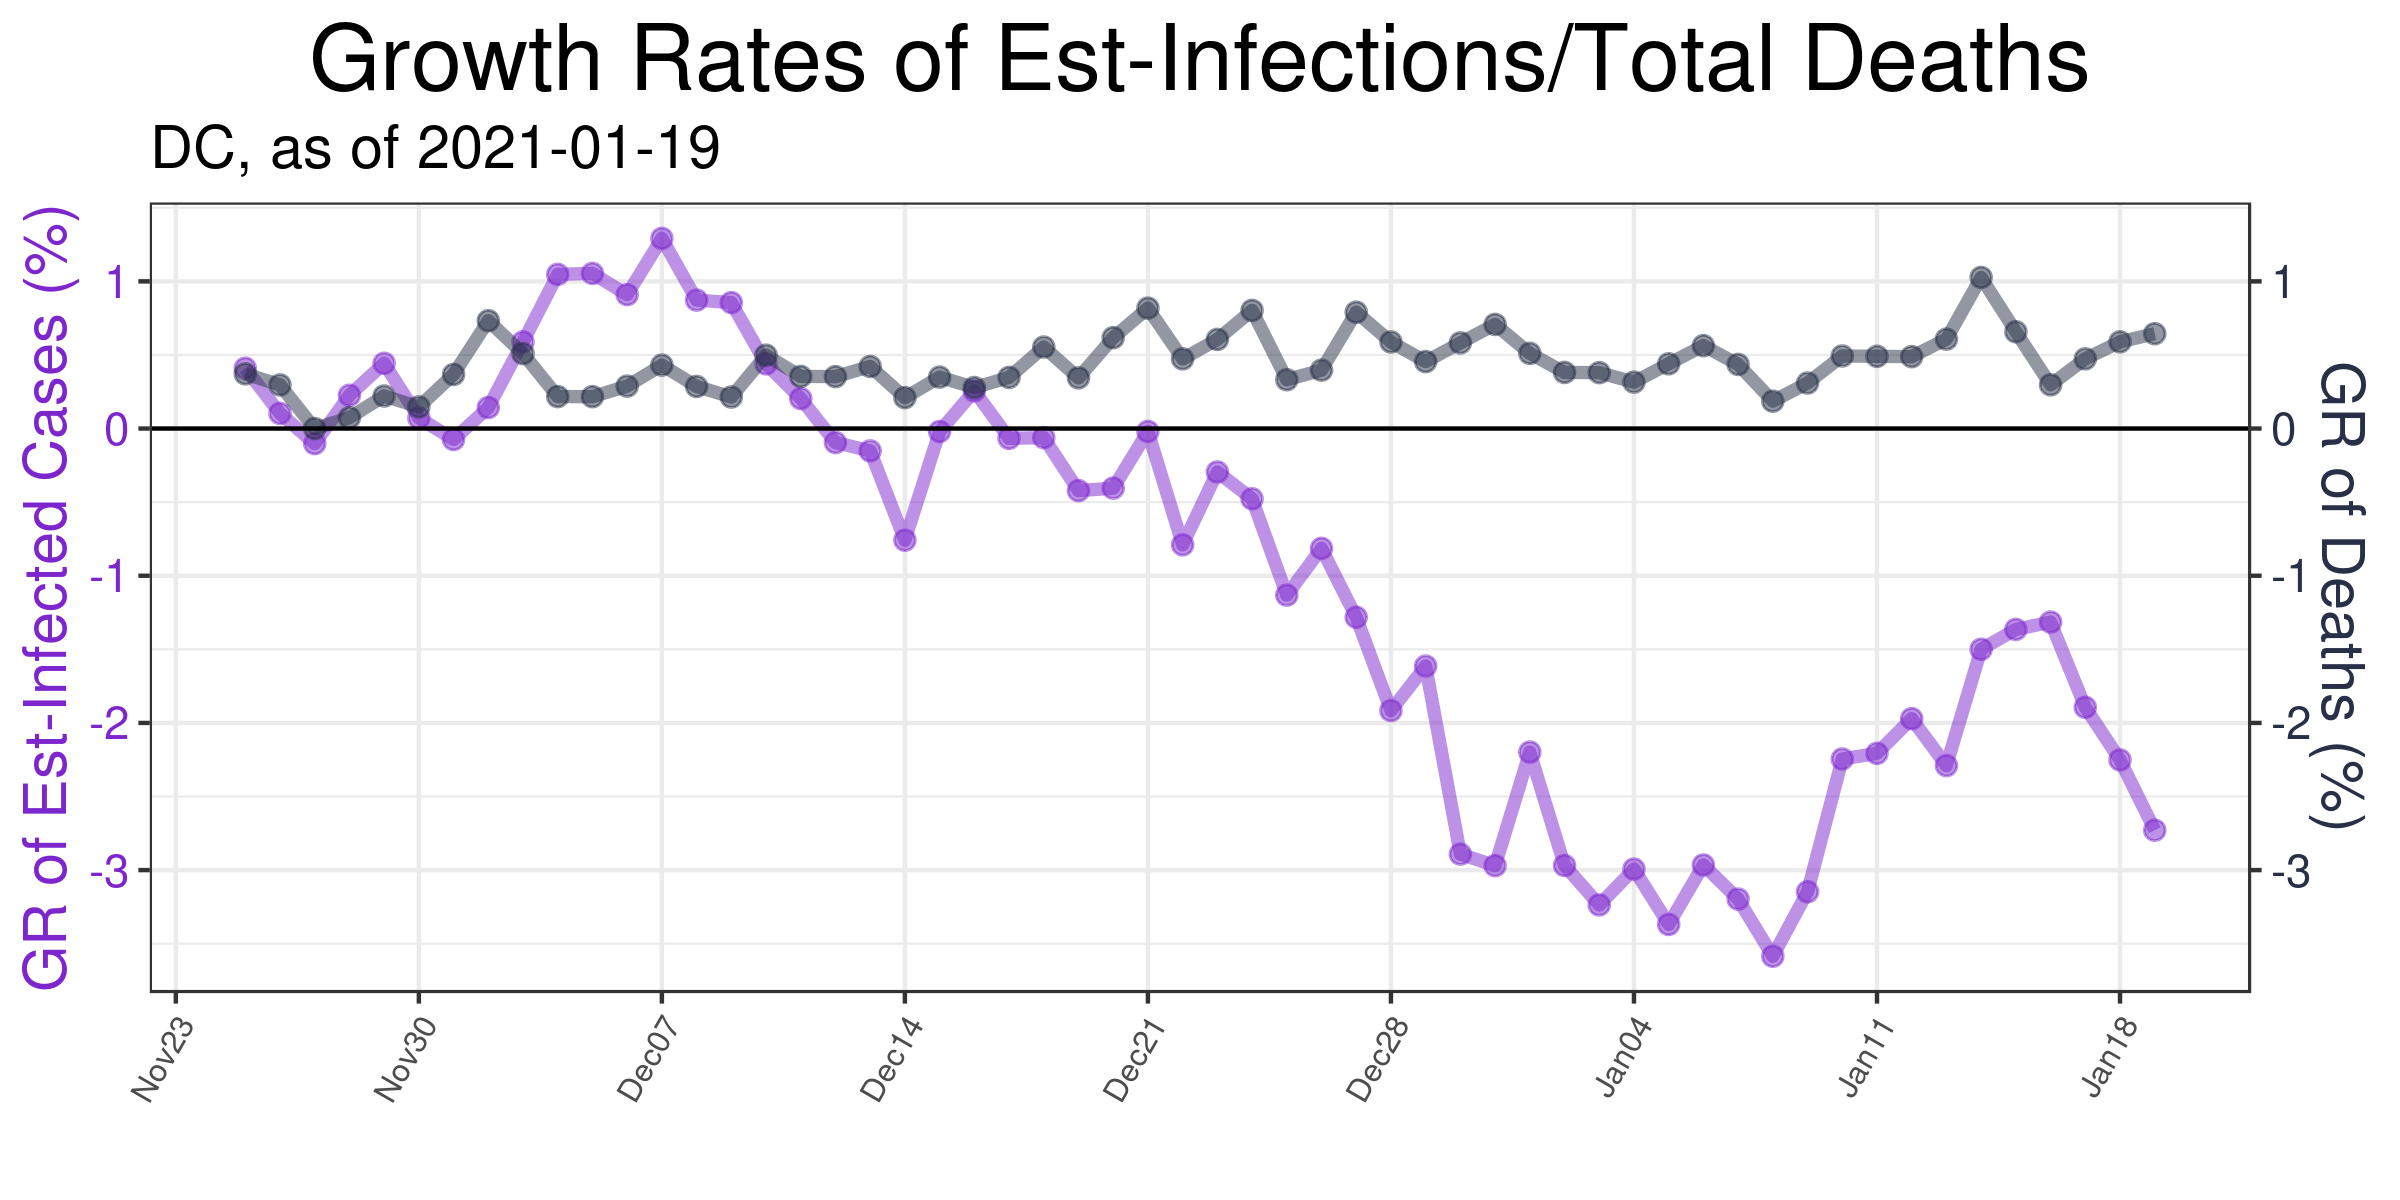 Growth Rates of Est-Infections/Total Deaths
DC, as of 2021-01-19
GR of Est-Infected Cases (%)
1
0
-1
-2
-3
1
0
-1
-2
-3
GR of Deaths (%)
Nov23
Nov30
Dec07
Dec14
Dec21
Dec28
Jan04
Jan11
Jan18